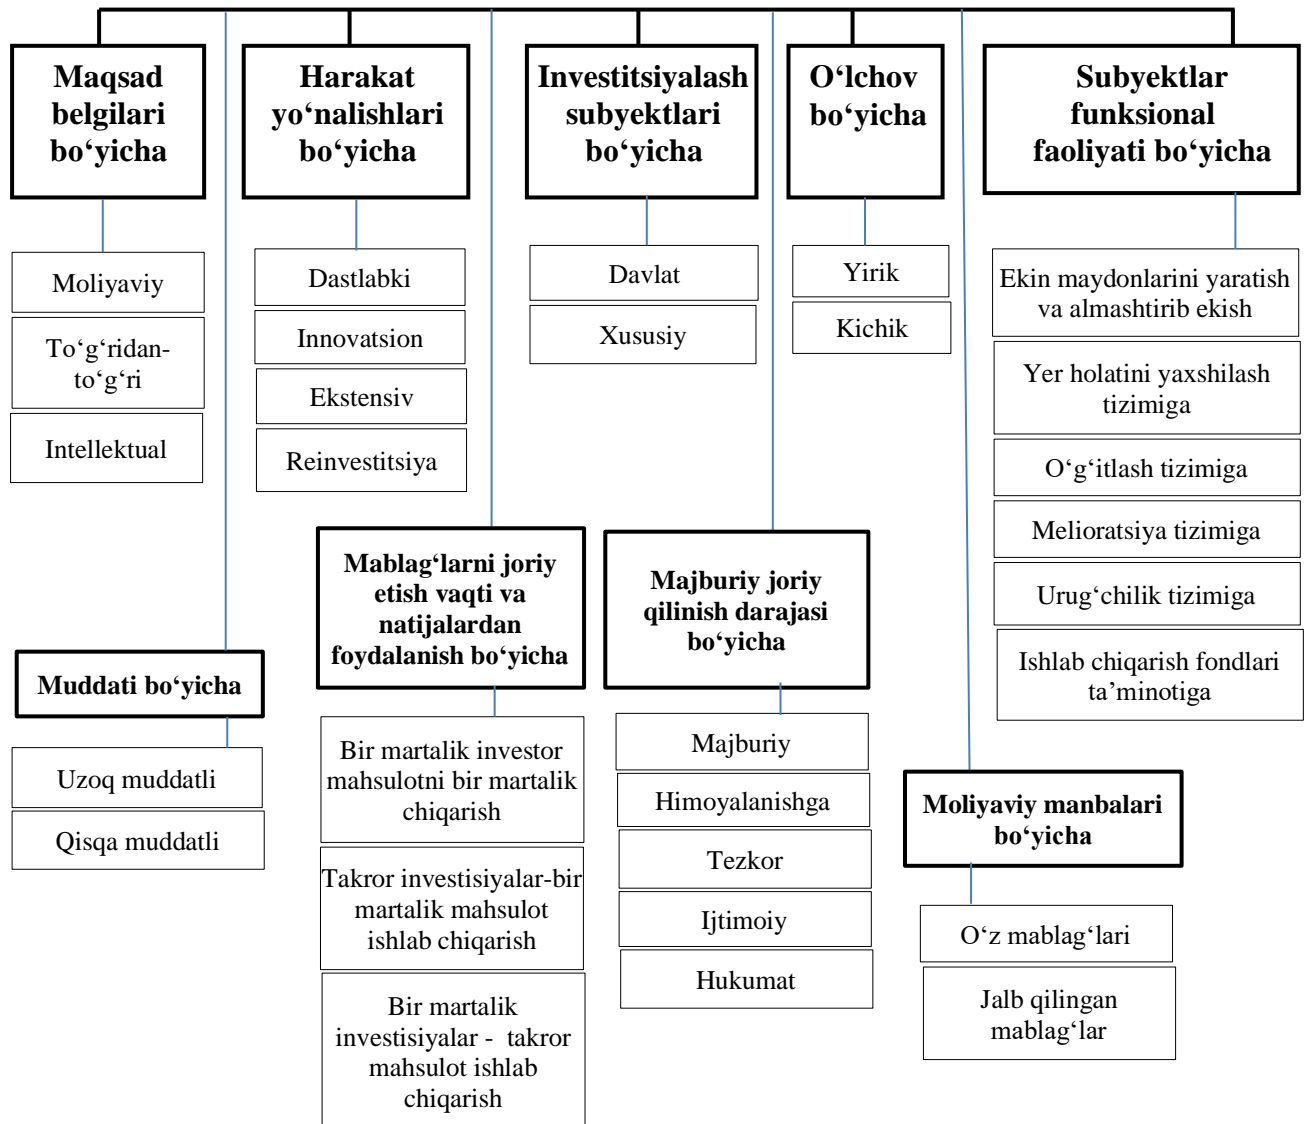 Maqsad
belgilari
bo‘yicha
Harakat
yo‘nalishlari
bo‘yicha
Investitsiyalash
subyektlari
bo‘yicha
O‘lchov
bo‘yicha
Subyektlar
funksional
faoliyati bo‘yicha
Moliyaviy
To‘g‘ridan-
to‘g‘ri
Intellektual
Dastlabki
Innovatsion
Ekstensiv
Reinvestitsiya
Davlat
Xususiy
Yirik
Kichik
Ekin maydonlarini yaratish
va almashtirib ekish
Yer holatini yaxshilash
tizimiga
O‘g‘itlash tizimiga
Melioratsiya tizimiga
Urug‘chilik tizimiga
Ishlab chiqarish fondlari
ta’minotiga
Muddati bo‘yicha
Uzoq muddatli
Qisqa muddatli
Mablag‘larni joriy
etish vaqti va
natijalardan
foydalanish bo‘yicha
Bir martalik investor
mahsulotni bir martalik
chiqarish
Takror investisiyalar-bir
martalik mahsulot
ishlab chiqarish
Bir martalik
investisiyalar - takror
mahsulot ishlab
chiqarish
Majburiy joriy
qilinish darajasi
bo‘yicha
Majburiy
Himoyalanishga
Tezkor
Ijtimoiy
Hukumat
Moliyaviy manbalari
bo‘yicha
O‘z mablag‘lari
Jalb qilingan
mablag‘lar